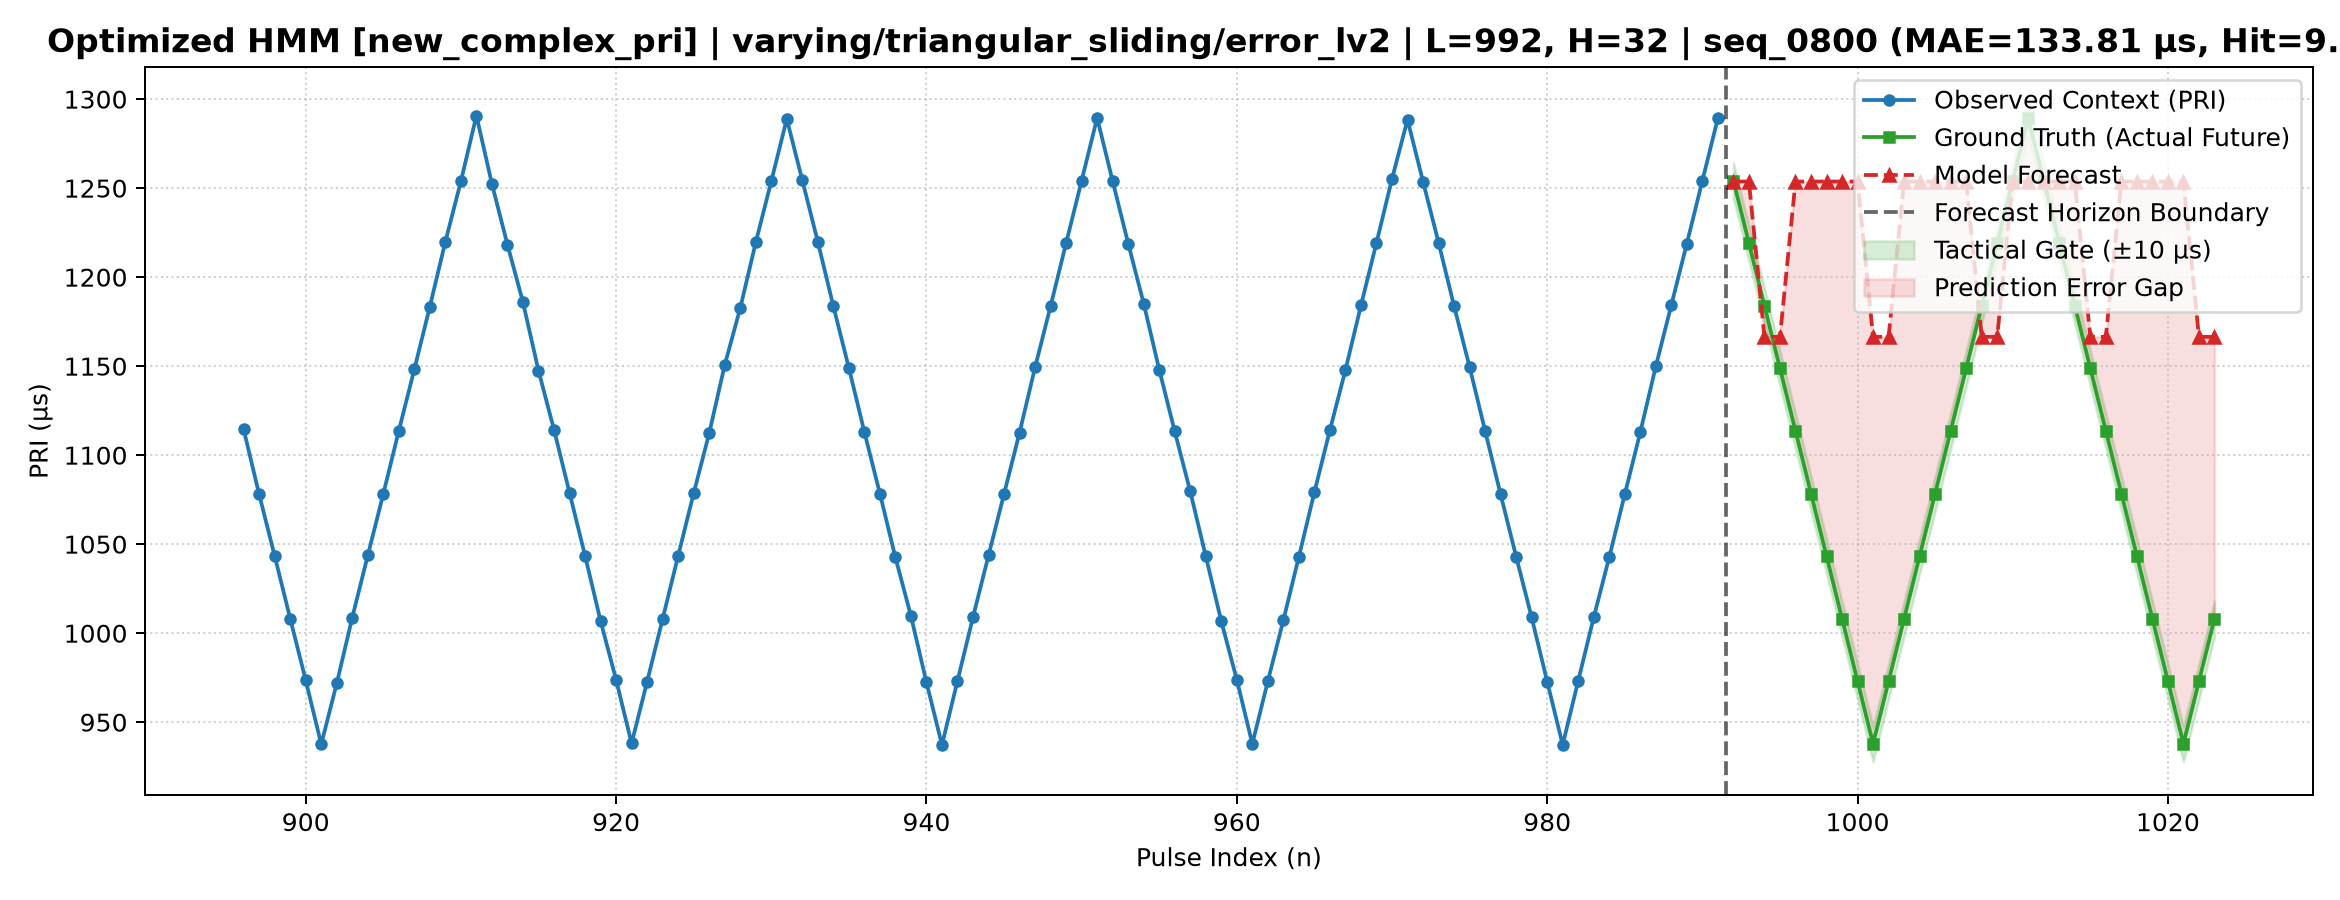 Optimized HMM [new_complex_pri] | varying/triangular_sliding/error_lv2 | L=992, H=32 | seq_0800 (MAE=133.81 µs, Hit=9.
1300
1250
1200
1150
1100
1050
1000
950
PRI (µs)
Observed Context (PRI)
Ground Truth (Actual Future)
Model Forecast
Forecast Horizon Boundary
Tactical Gate (±10 µs)
Prediction Error Gap
900 920 940 960 980 1000 1020
Pulse Index (n)